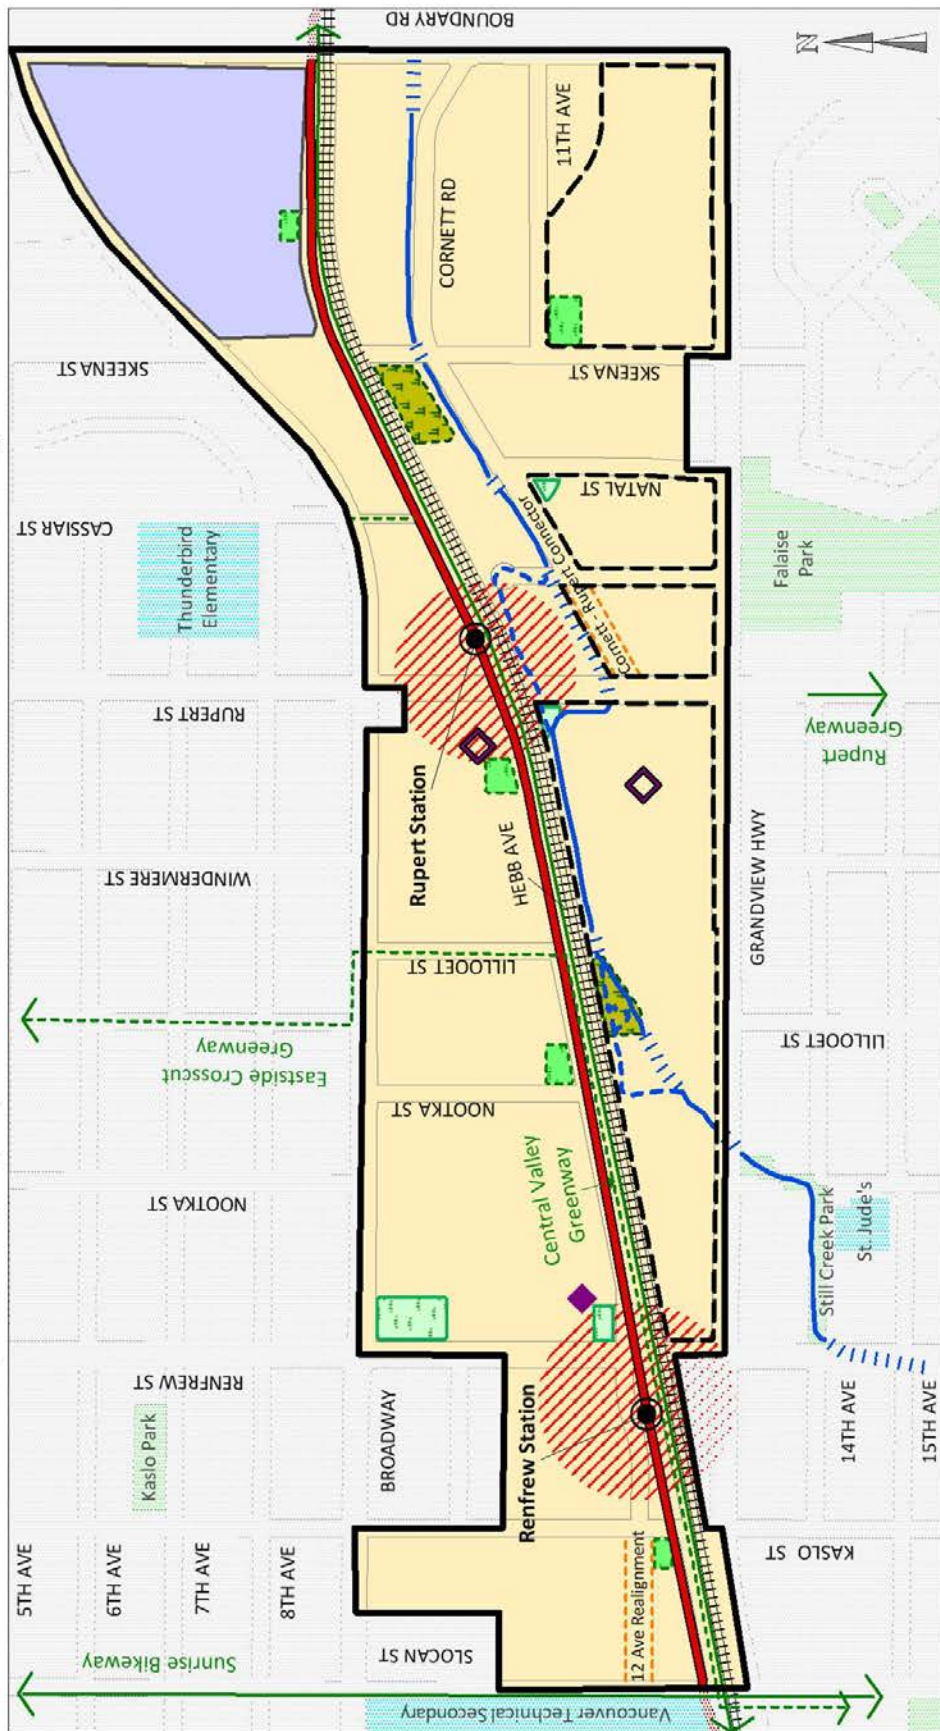 BOUNDARY RD
N
11TH AVE
CORNETT RD
SKEENA ST
SKEENA ST
NATAL ST
CASSIAR ST
Thunderbird
Elementary
Cornett - Rupert Connector
Falaise
Park
RUPERT ST
Rupert
Greenway
Rupert Station
HEBB AVE
WINDERMERE ST
GRANDVIEW HWY
LILLOOET ST
LILLOOET ST
Eastside Crosscut
Greenway
NOOTKA ST
NOOTKA ST
Central Valley
Greenway
Still Creek Park
St. Jude's
RENFREW ST
Kaslo Park
BROADWAY
Renfrew Station
14TH AVE
15TH AVE
KASLO ST
5TH AVE
6TH AVE
7TH AVE
8TH AVE
12 Ave Realignment
SLOCAN ST
Sunrise Bikeway
Vancouver Technical Secondary